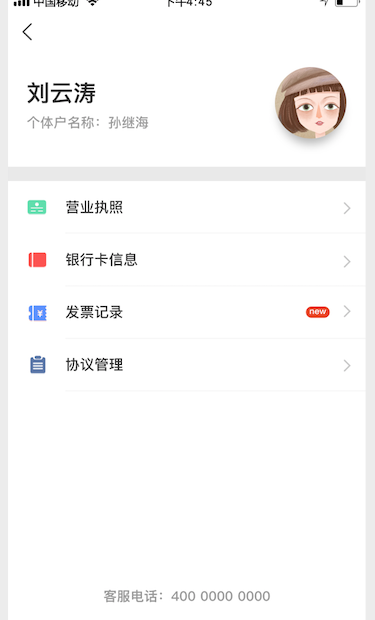 中国移动 下午4:45
刘云涛
个体户名称：孙继海
营业执照
银行卡信息
发票记录 new
协议管理
客服电话：400 0000 0000